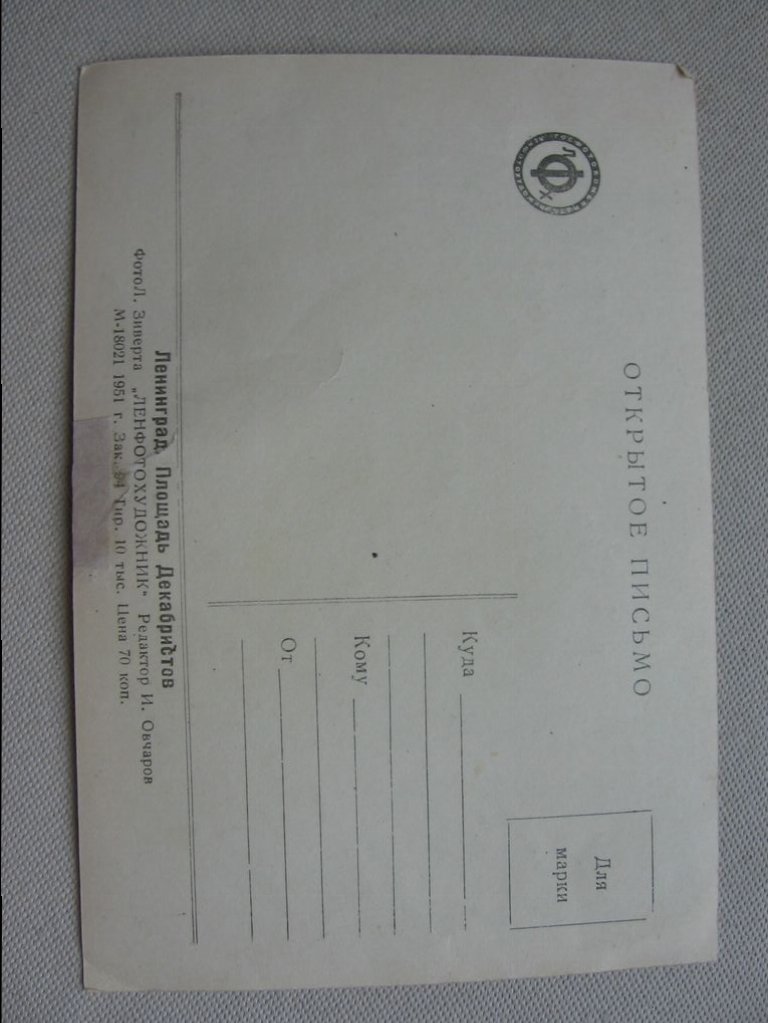 ОТКРЫТОЕ ПИСЬМО
Для
марки
ЛФХ
Куда
Кому
От
Ленинград. Площадь Декабристов
Фото Л. Зиверта „ЛЕНФОТОХУДОЖНИК“ Редактор И. Овчаров
М-18021 1951 г. Зак. 84 Тир. 10 тыс. Цена 70 коп.